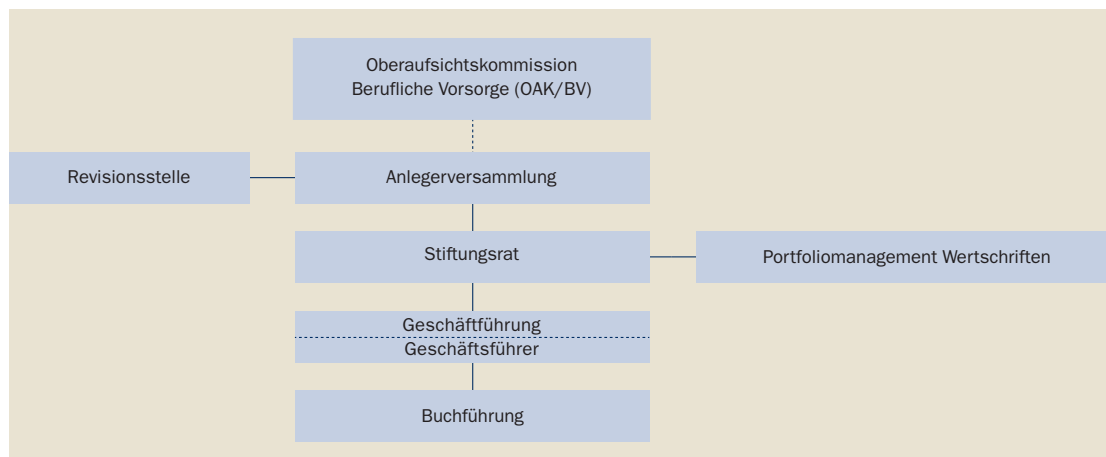 Oberaufsichtskommission
Berufliche Vorsorge (OAK/BV)
Revisionsstelle
Anlegerversammlung
Stiftungsrat
Portfoliomanagement Wertschriften
Geschäftführung
Geschäftsführer
Buchführung